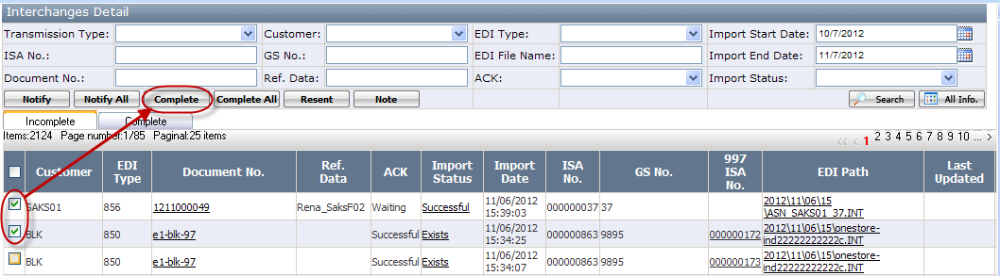 Interchanges Detail
Transmission Type: Customer: EDI Type: Import Start Date: 10/7/2012
ISA No.: GS No.: EDI File Name: Import End Date: 11/7/2012
Document No.: Ref. Data: ACK: Import Status:
Notify Notify All Complete Complete All Resent Note Search All Info.
Incomplete Complete
Items:2124 Page number:1/85 Paginal:25 items << < 1 2 3 4 5 6 7 8 9 10 ... >
Customer EDI Type Document No. Ref. Data ACK Import Status Import Date ISA No. GS No. 997 ISA No. EDI Path Last Updated
SAKS01 856 1211000049 Rena_SaksF02 Waiting Successful 11/06/2012 15:39:03 000000037 37 2012\11\06\15\ASN_SAKS01_37.INT
BLK 850 e1-blk-97 Successful Exists 11/06/2012 15:34:25 000000863 9895 000000172 2012\11\06\15\onestore-ind22222222222c.INT
BLK 850 e1-blk-97 Successful Exists 11/06/2012 15:34:07 000000863 9895 000000173 2012\11\06\15\onestore-ind22222222222c.INT